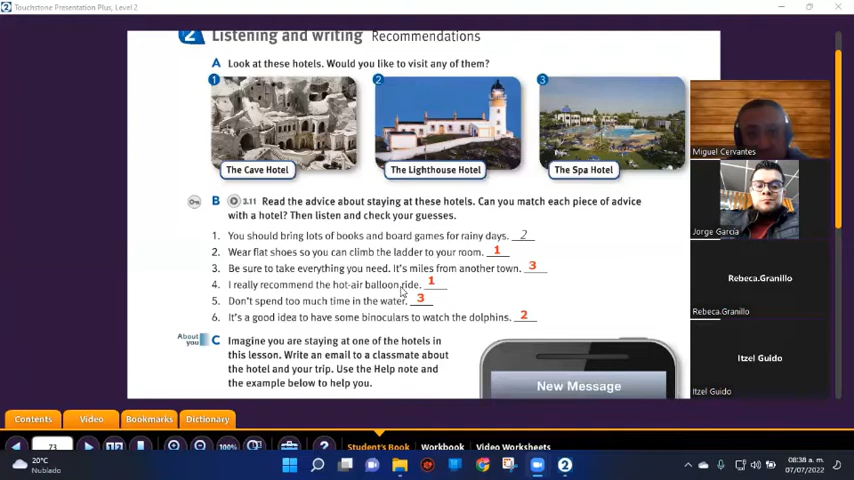 Touchstone Presentation Plus, Level 2
2 Listening and writing Recommendations
A Look at these hotels. Would you like to visit any of them?
1 2 3
The Cave Hotel The Lighthouse Hotel The Spa Hotel
B 3.11 Read the advice about staying at these hotels. Can you match each piece of advice
with a hotel? Then listen and check your guesses.
1. You should bring lots of books and board games for rainy days. 2
2. Wear flat shoes so you can climb the ladder to your room. 1
3. Be sure to take everything you need. It's miles from another town. 3
4. I really recommend the hot-air balloon ride. 1
5. Don't spend too much time in the water. 3
6. It's a good idea to have some binoculars to watch the dolphins. 2
About you C Imagine you are staying at one of the hotels in
this lesson. Write an email to a classmate about
the hotel and your trip. Use the Help note and
the example below to help you.
New Message
Miguel Cervantes
Jorge García
Rebeca.Granillo
Rebeca.Granillo
Itzel Guido
Itzel Guido
Contents Video Bookmarks Dictionary
73 100% Student's Book Workbook Video Workbook Video Worksheets
20°C
Nublado
08:38 a. m.
07/07/2022